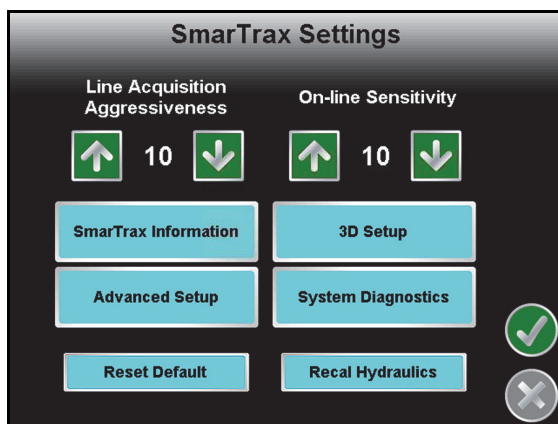 SmarTrax Settings
Line Acquisition
Aggressiveness
On-line Sensitivity
10
10
SmarTrax Information
3D Setup
Advanced Setup
System Diagnostics
Reset Default
Recal Hydraulics